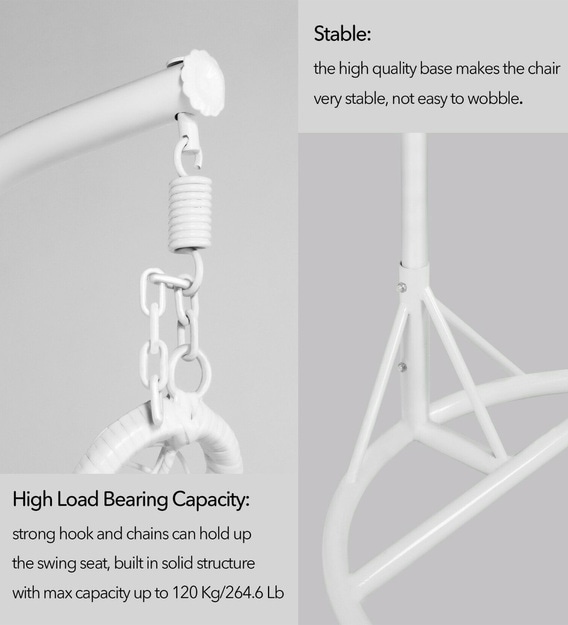 Stable:
the high quality base makes the chair
very stable, not easy to wobble.
High Load Bearing Capacity:
strong hook and chains can hold up
the swing seat, built in solid structure
with max capacity up to 120 Kg/264.6 Lb